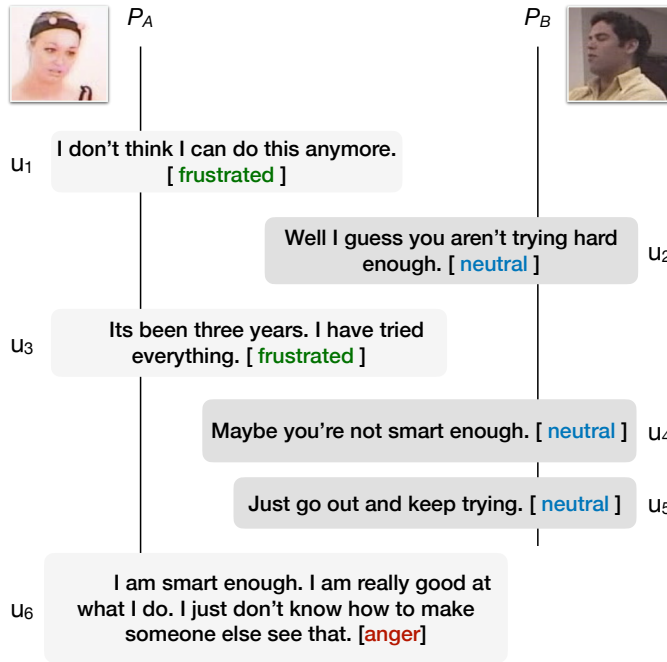 P_A P_B
u₁
I don't think I can do this anymore.
[ frustrated ]
Well I guess you aren't trying hard
enough. [ neutral ]
u₂
Its been three years. I have tried
everything. [ frustrated ]
u₃
Maybe you're not smart enough. [ neutral ]
u₄
Just go out and keep trying. [ neutral ]
u₅
I am smart enough. I am really good at
what I do. I just don't know how to make
someone else see that. [anger]
u₆